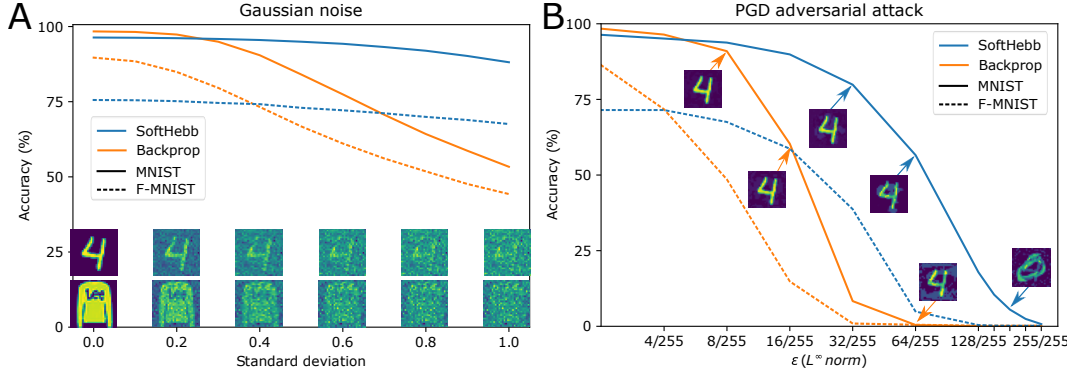 A
Gaussian noise
Accuracy (%)
100
75
50
25
0
SoftHebb
Backprop
MNIST
F-MNIST
0.0 0.2 0.4 0.6 0.8 1.0
Standard deviation
B
PGD adversarial attack
Accuracy (%)
100
75
50
25
0
SoftHebb
Backprop
MNIST
F-MNIST
4/255 8/255 16/255 32/255 64/255 128/255 255/255
ε (L∞ norm)